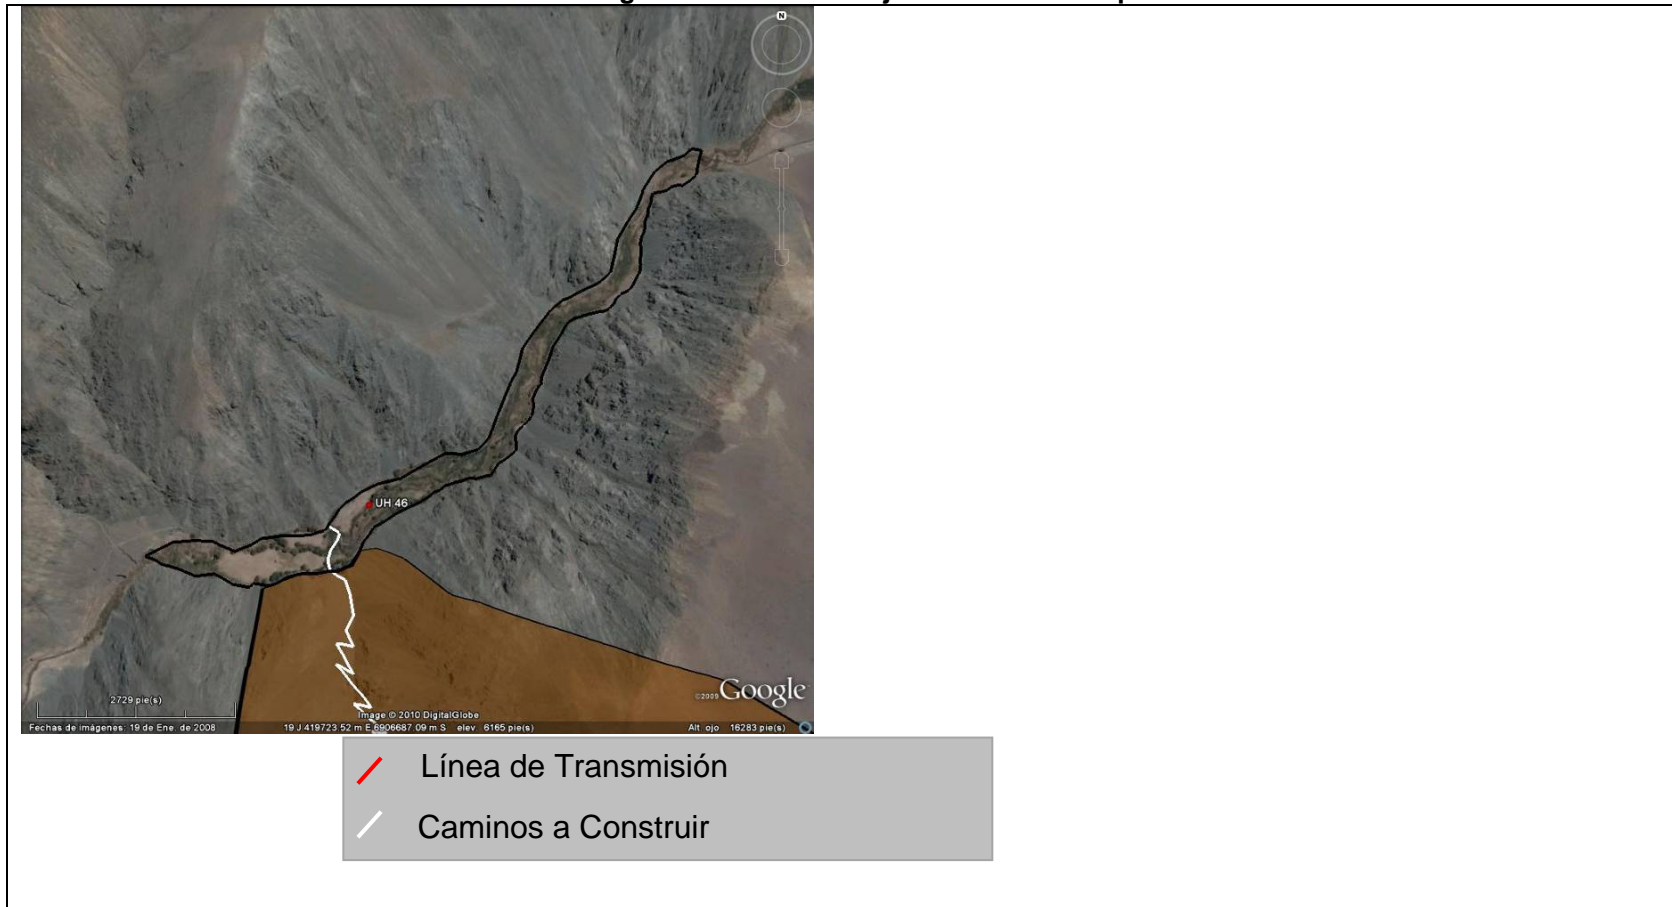 N
UH 46
2729 pie(s)
©2009 Google
Image © 2010 DigitalGlobe
Fechas de imágenes: 19 de Ene. de 2008 19 J 419723.52 m E 6906687.09 m S elev 6165 pie(s) Alt. ojo 16283 pie(s)
Línea de Transmisión
Caminos a Construir